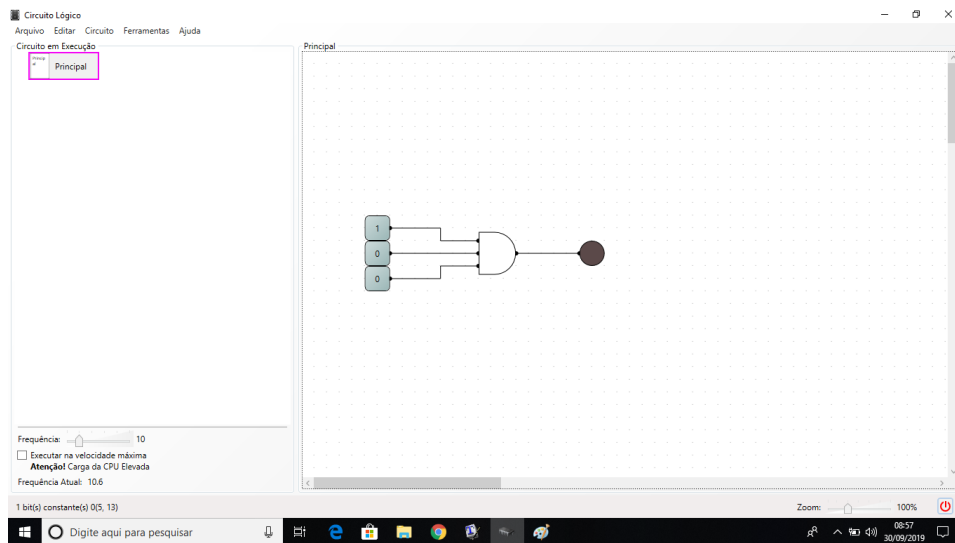 Circuito Lógico
Arquivo Editar Circuito Ferramentas Ajuda
Circuito em Execução
Princip
al
Principal
Principal
1
0
0
Frequência: 10
Executar na velocidade máxima
Atenção! Carga da CPU Elevada
Frequência Atual: 10.6
1 bit(s) constante(s) 0(5, 13)
Zoom: 100%
Digite aqui para pesquisar
08:57
30/09/2019